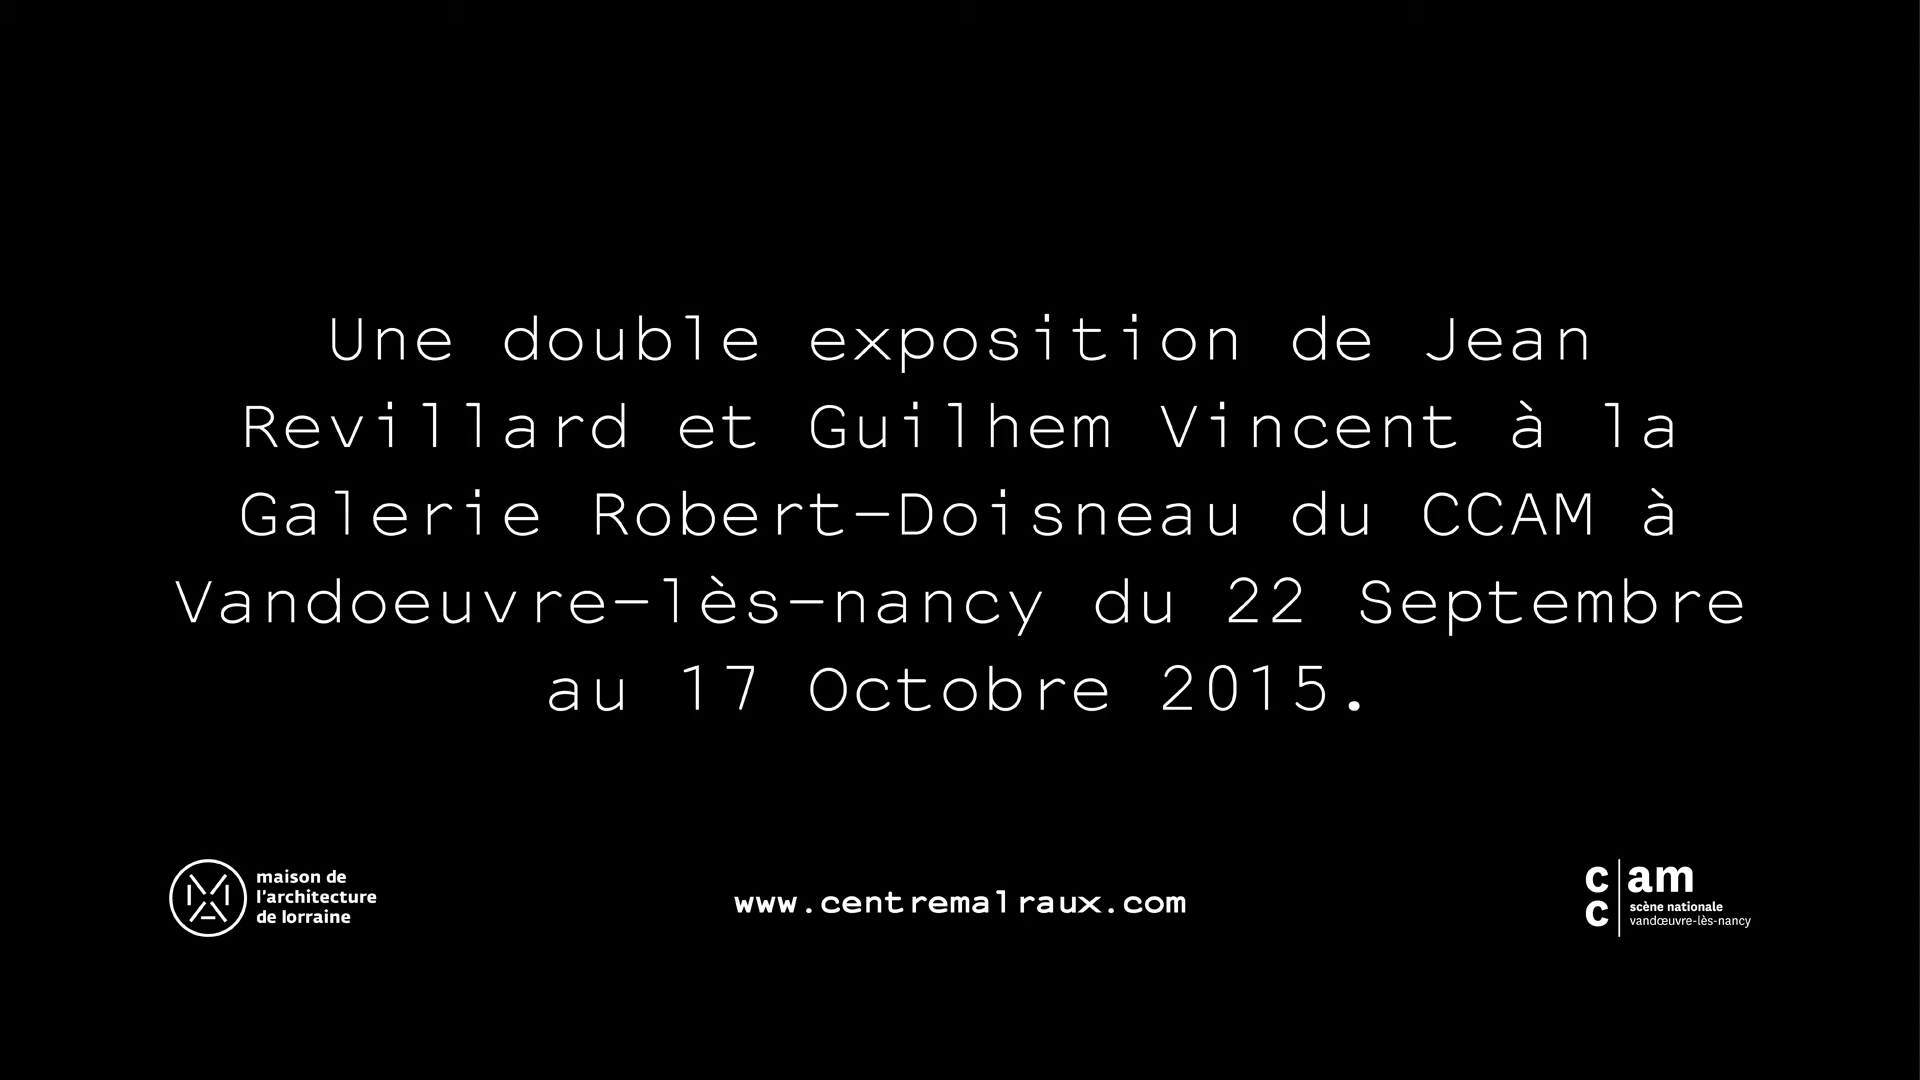 Une double exposition de Jean
Revillard et Guilhem Vincent à la
Galerie Robert-Doisneau du CCAM à
Vandoeuvre-lès-nancy du 22 Septembre
au 17 Octobre 2015.
maison de
l'architecture
de lorraine
www.centremalraux.com
c am
c
scène nationale
vandœuvre-lès-nancy